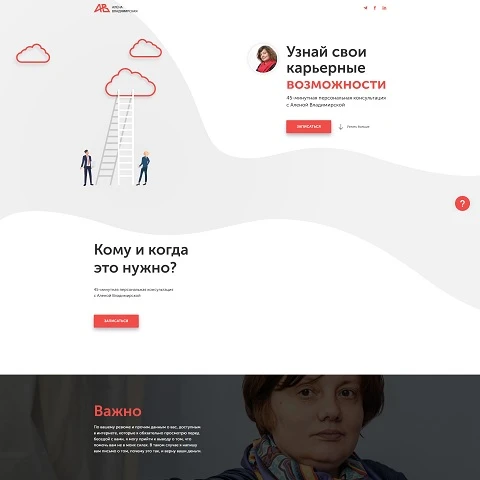 АВ
АЛЕНА
ВЛАДИМИРСКАЯ
Узнай свои
карьерные
возможности
45-минутная персональная консультация
с Аленой Владимирской
ЗАПИСАТЬСЯ
Узнать больше
?
Кому и когда
это нужно?
45-минутная персональная консультация
с Аленой Владимирской
ЗАПИСАТЬСЯ
Важно
По вашему резюме и прочим данным о вас, доступным
в интернете, которые я обязательно просмотрю перед
беседой с вами, я могу прийти к выводу о том, что
помочь вам не в моих силах. В таком случае я напишу
вам письмо о том, почему это так, и верну ваши деньги.